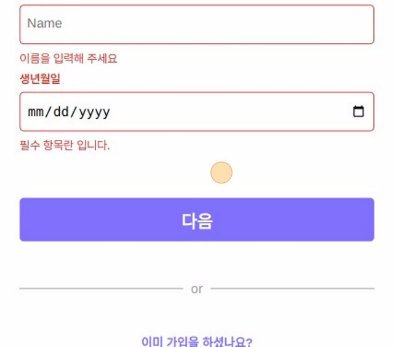 Name
이름을 입력해 주세요
생년월일
mm/dd/yyyy
필수 항목란 입니다.
다음
or
이미 가입을 하셨나요?